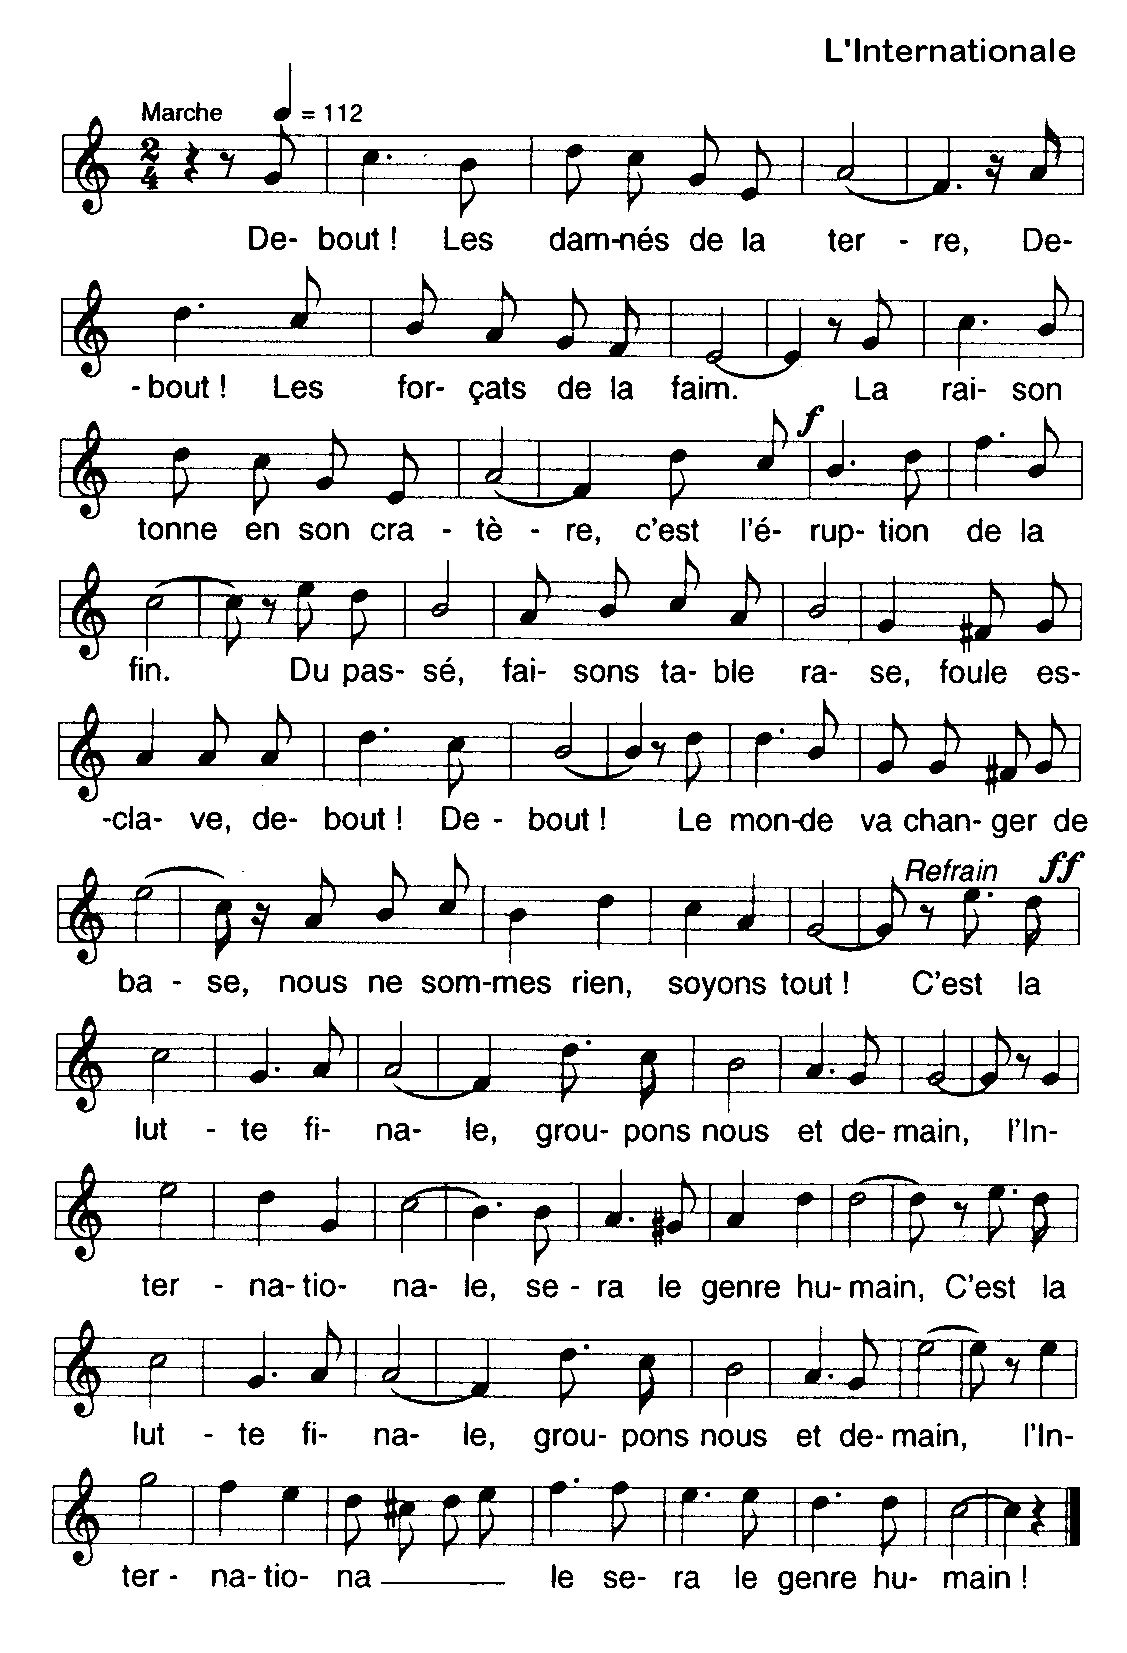 L'Internationale
Marche ♩ = 112
De- bout ! Les dam-nés de la ter - re, De-
-bout ! Les for- çats de la faim. La rai- son
f
tonne en son cra - tè - re, c'est l'é- rup- tion de la
fin. Du pas- sé, fai- sons ta- ble ra- se, foule es-
-cla- ve, de- bout ! De - bout ! Le mon-de va chan- ger de
Refrain ff
ba - se, nous ne som-mes rien, soyons tout ! C'est la
lut - te fi- na- le, grou- pons nous et de- main, l'In-
ter - na- tio- na- le, se - ra le genre hu- main, C'est la
lut - te fi- na- le, grou- pons nous et de- main, l'In-
ter - na- tio- na le se- ra le genre hu- main !